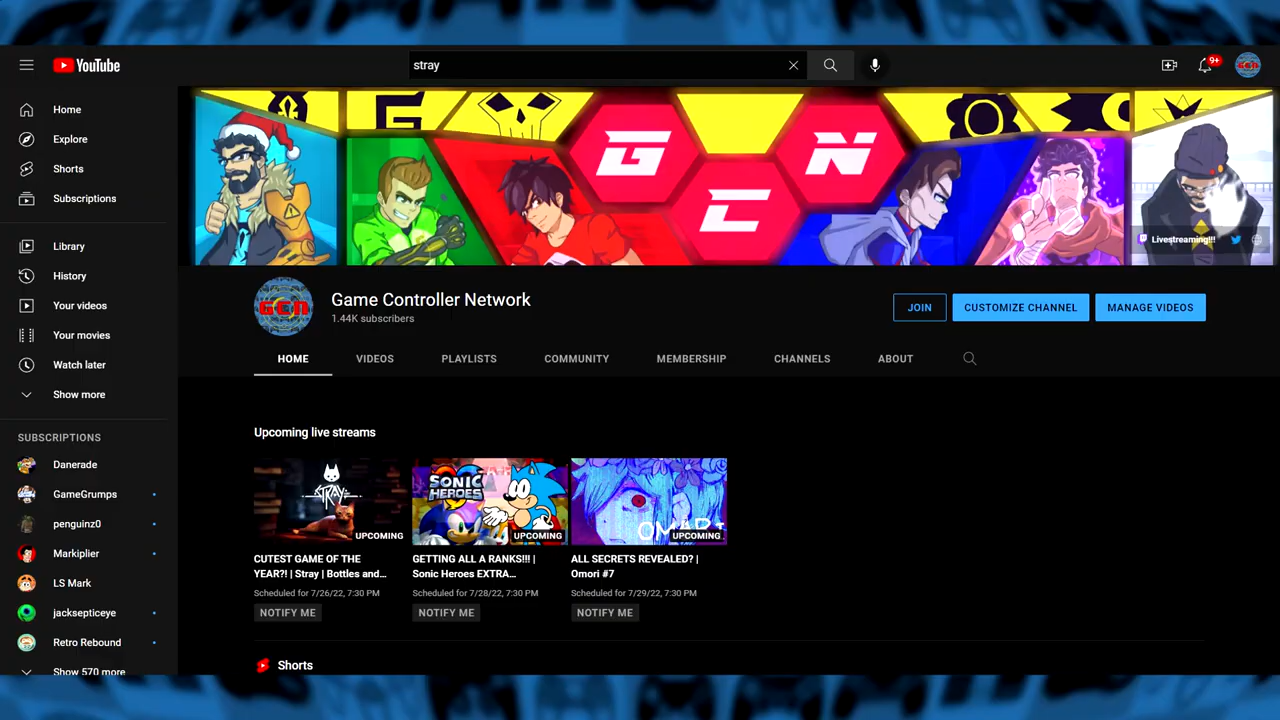 YouTube
stray
9+
GEN
Home
Explore
Shorts
Subscriptions
Library
History
Your videos
Your movies
Watch later
Show more
SUBSCRIPTIONS
Danerade
GameGrumps
penguinz0
Markiplier
LS Mark
jacksepticeye
Retro Rebound
Show 570 more
G
G
C
N
Livestreaming!!!
GCN
Game Controller Network
1.44K subscribers
JOIN
CUSTOMIZE CHANNEL
MANAGE VIDEOS
HOME
VIDEOS
PLAYLISTS
COMMUNITY
MEMBERSHIP
CHANNELS
ABOUT
Upcoming live streams
STRAY
UPCOMING
CUTEST GAME OF THE
YEAR?! | Stray | Bottles and...
Scheduled for 7/26/22, 7:30 PM
NOTIFY ME
SONIC
HEROES
UPCOMING
GETTING ALL A RANKS!!! |
Sonic Heroes EXTRA...
Scheduled for 7/28/22, 7:30 PM
NOTIFY ME
OMORI
UPCOMING
ALL SECRETS REVEALED? |
Omori #7
Scheduled for 7/29/22, 7:30 PM
NOTIFY ME
Shorts